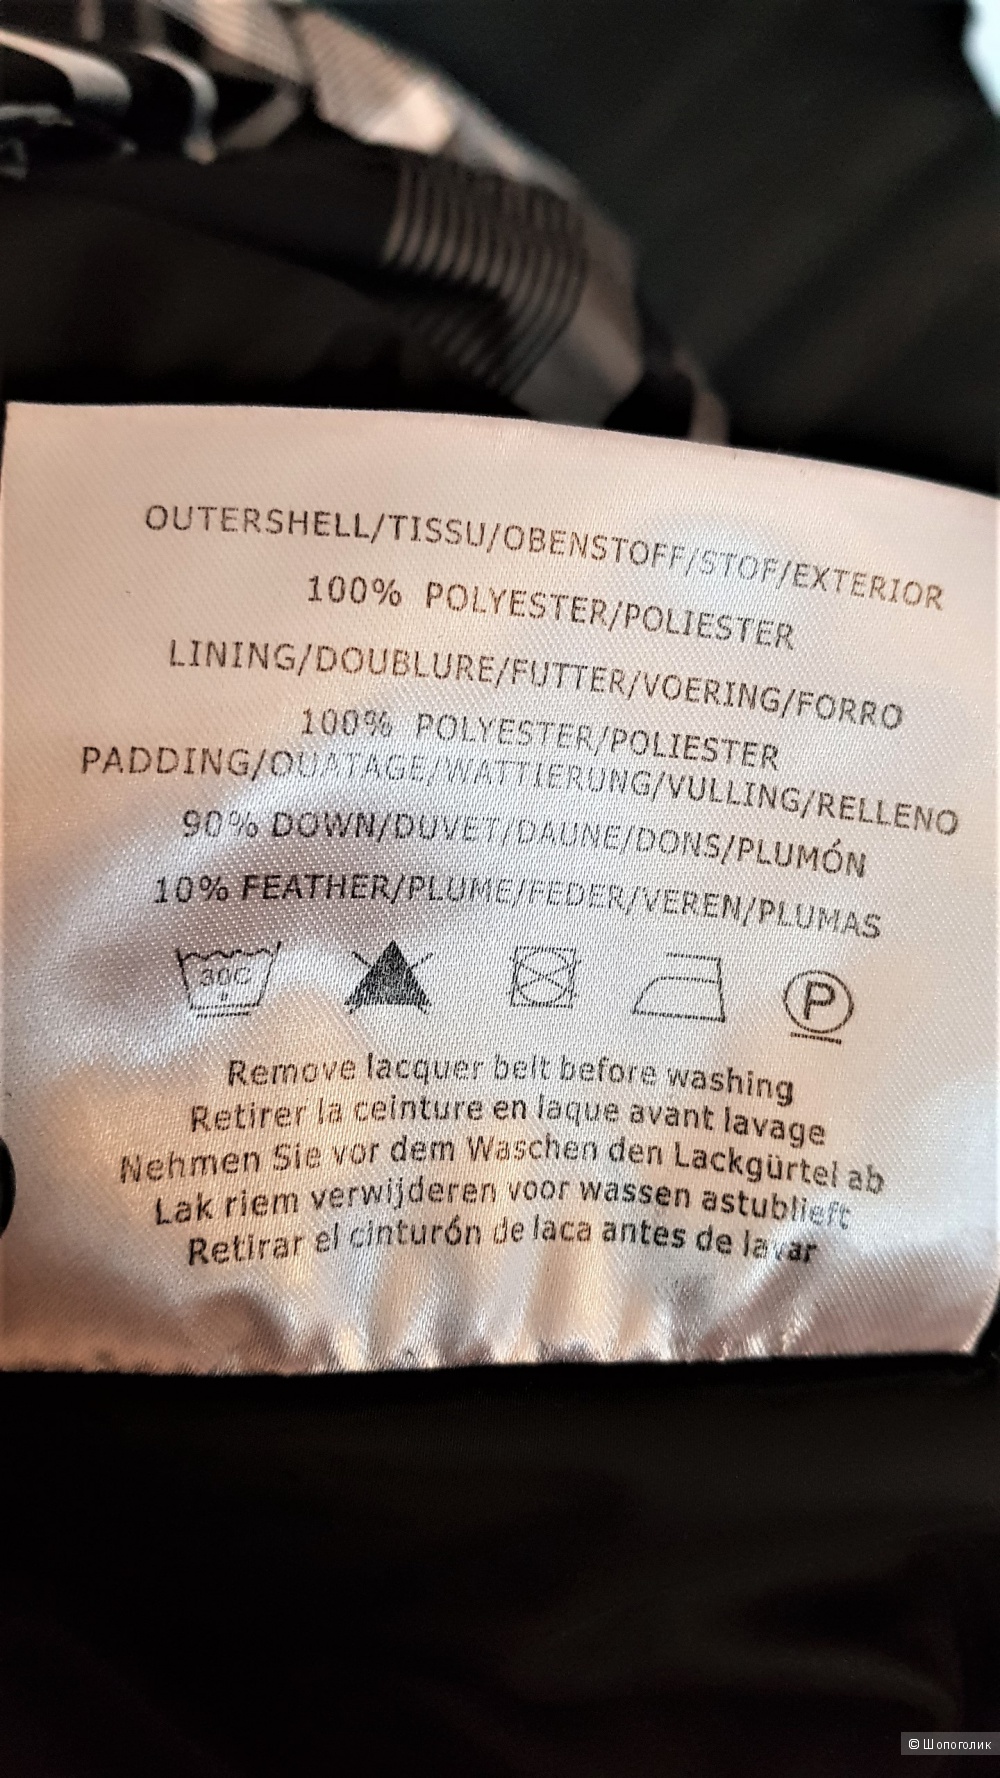 OUTERSHELL/TISSU/OBENSTOFF/STOF/EXTERIOR
100% POLYESTER/POLIESTER
LINING/DOUBLURE/FUTTER/VOERING/FORRO
100% POLYESTER/POLIESTER
PADDING/OUATAGE/WATTIERUNG/VULLING/RELLENO
90% DOWN/DUVET/DAUNE/DONS/PLUMÓN
10% FEATHER/PLUME/FEDER/VEREN/PLUMAS
30C P
Remove lacquer belt before washing
Retirer la ceinture en laque avant lavage
Nehmen Sie vor dem Waschen den Lackgürtel ab
Lak riem verwijderen voor wassen astublieft
Retirar el cinturón de laca antes de lavar
© Шопоголик